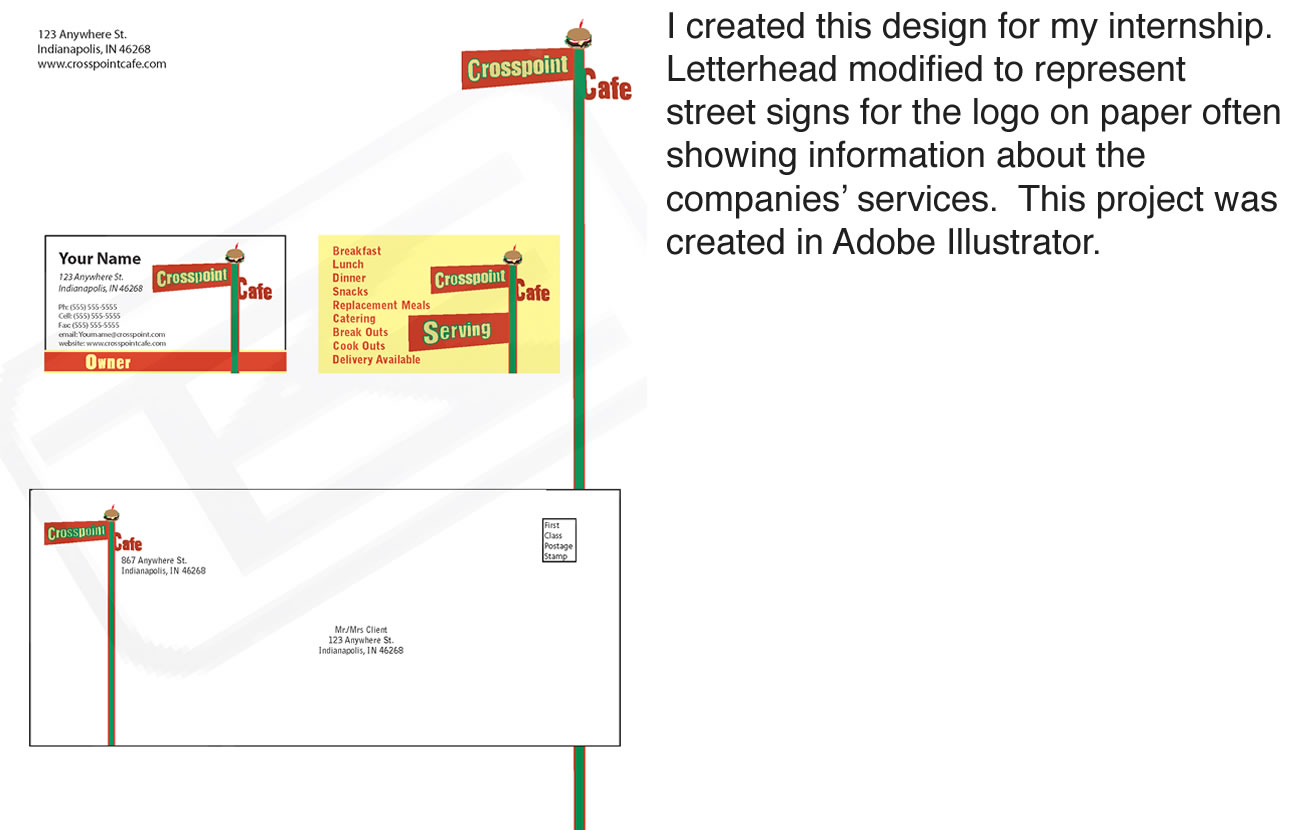 123 Anywhere St.
Indianapolis, IN 46268
www.crosspointcafe.com
Crosspoint
Cafe
I created this design for my internship.
Letterhead modified to represent
street signs for the logo on paper often
showing information about the
companies’ services.  This project was
created in Adobe Illustrator.
Your Name
123 Anywhere St.
Indianapolis, IN 46268
Ph: (555) 555-5555
Cell: (555) 555-5555
Fax: (555) 555-5555
email: Yourname@crosspoint.com
website: www.crosspointcafe.com
Crosspoint
Cafe
Owner
Breakfast
Lunch
Dinner
Snacks
Replacement Meals
Catering
Break Outs
Cook Outs
Delivery Available
Crosspoint
Cafe
Serving
Crosspoint
Cafe
867 Anywhere St.
Indianapolis, IN 46268
First
Class
Postage
Stamp
Mr./Mrs Client
123 Anywhere St.
Indianapolis, IN 46268